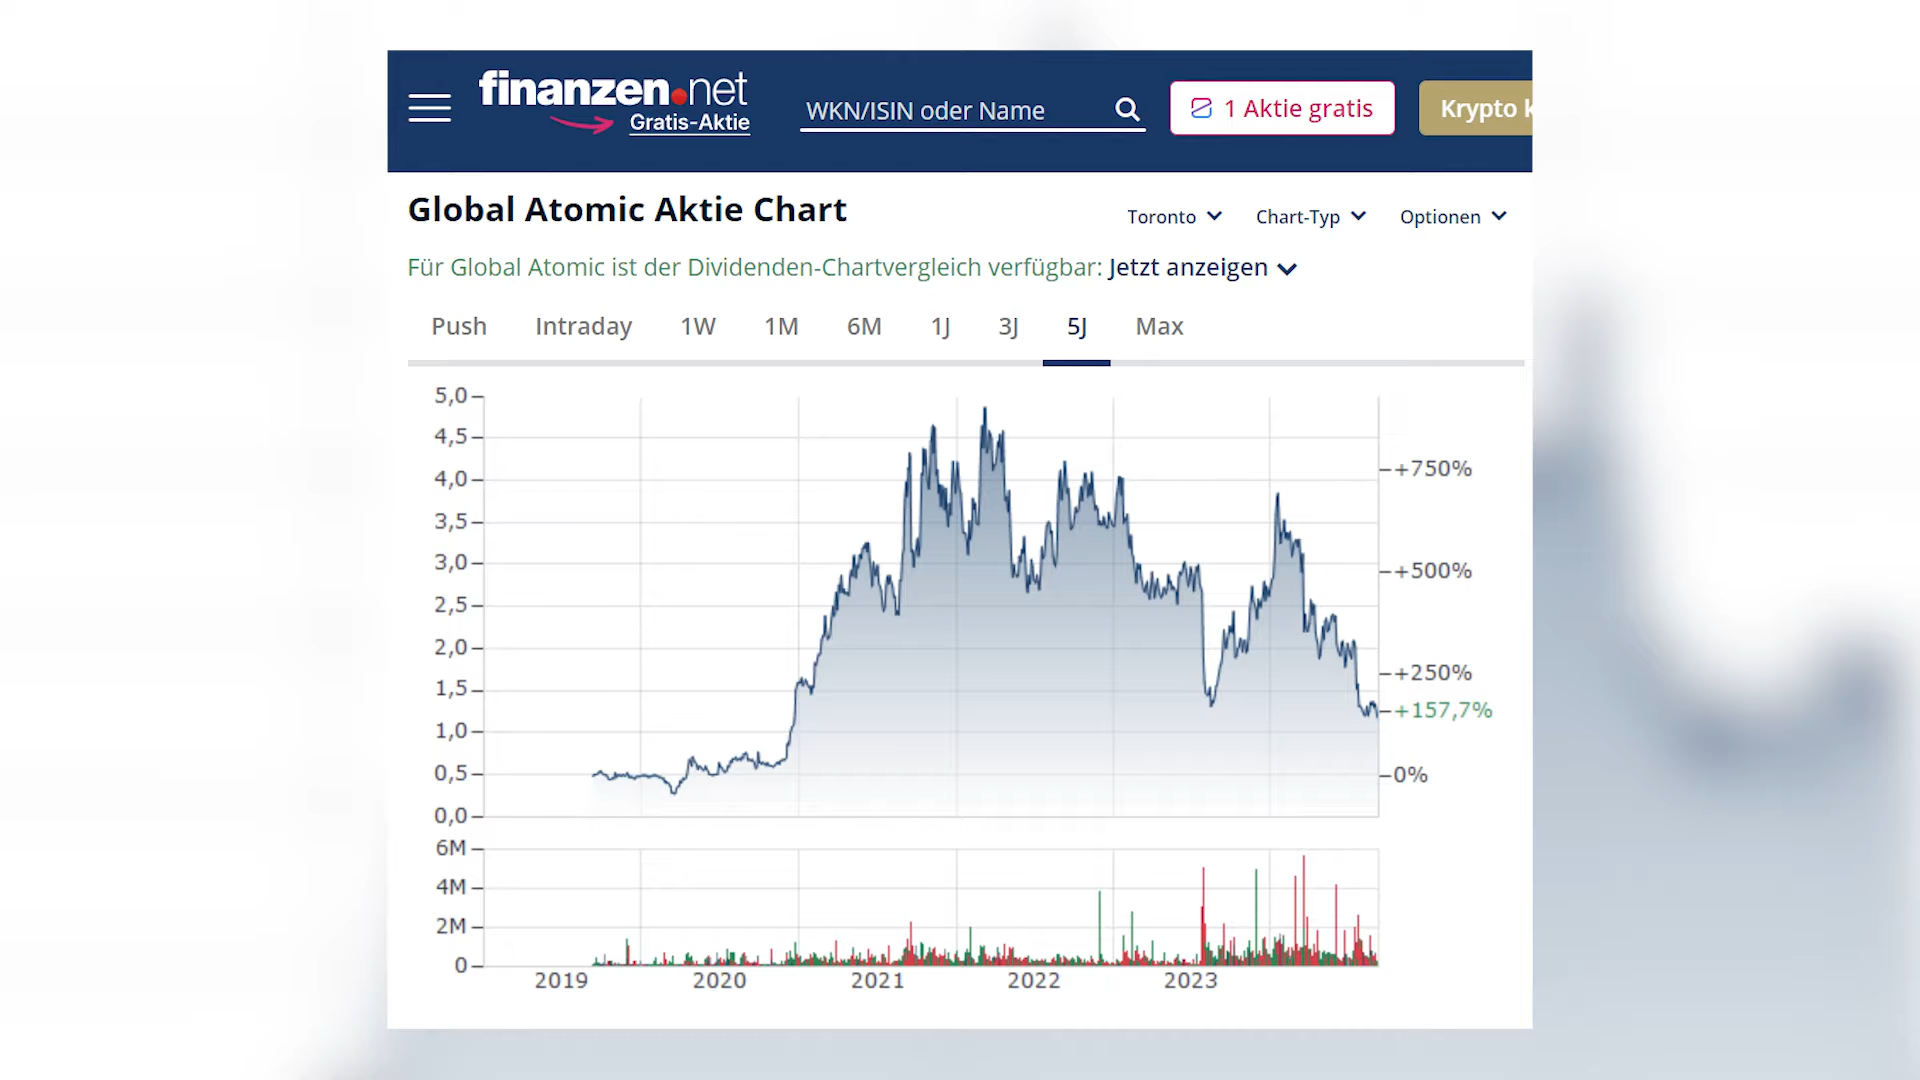 finanzen.net
Gratis-Aktie
WKN/ISIN oder Name
1 Aktie gratis
Krypto k
Global Atomic Aktie Chart
Toronto
Chart-Typ
Optionen
Für Global Atomic ist der Dividenden-Chartvergleich verfügbar: Jetzt anzeigen
Push Intraday 1W 1M 6M 1J 3J 5J Max
5,0
4,5
4,0
3,5
3,0
2,5
2,0
1,5
1,0
0,5
0,0
+750%
+500%
+250%
+157,7%
0%
6M
4M
2M
0
2019 2020 2021 2022 2023